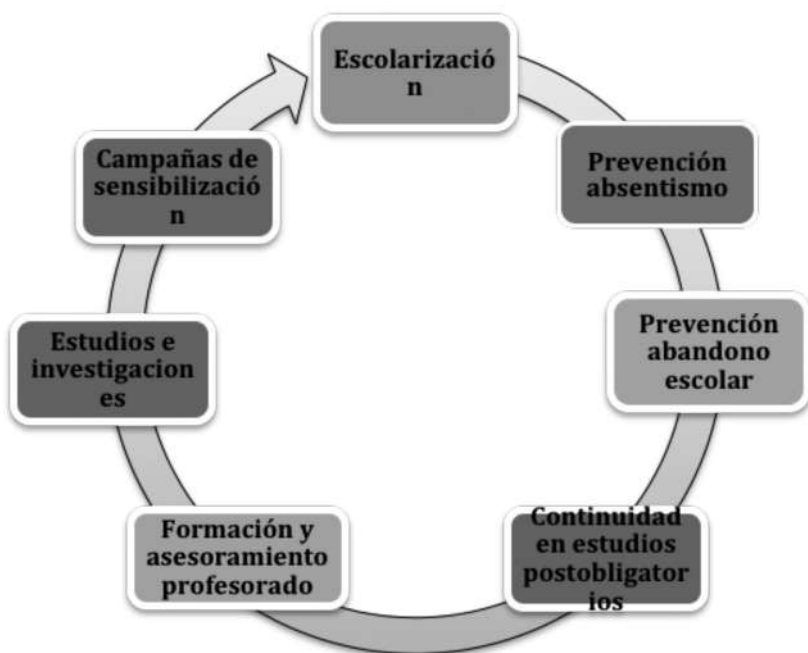 Escolarizació
n
Prevención
absentismo
Prevención
abandono
escolar
Continuidad
en estudios
postobligator
ios
Formación y
asesoramiento
profesorado
Estudios e
investigacion
es
Campañas de
sensibilizació
n